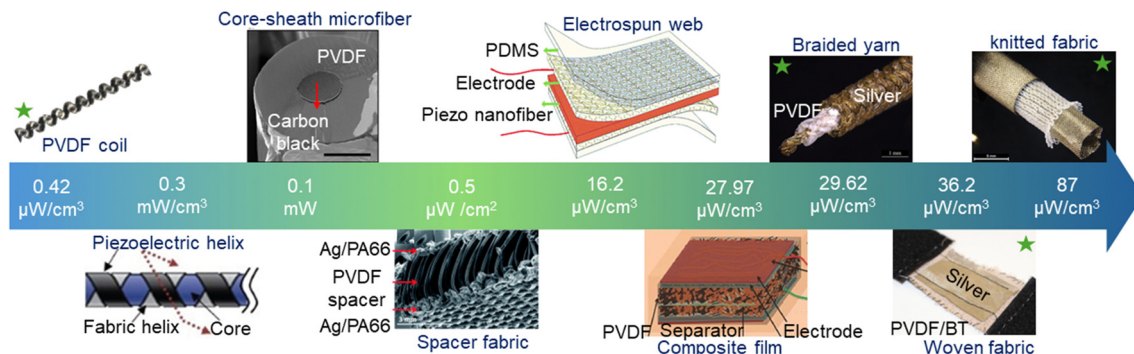 Core-sheath microfiber
PVDF
Carbon
black
PVDF coil
Electrospun web
PDMS
Electrode
Piezo nanofiber
Braided yarn
PVDF
Silver
1 mm
knitted fabric
0.42
µW/cm³
0.3
mW/cm³
0.1
mW
0.5
µW /cm²
16.2
µW/cm³
27.97
µW/cm³
29.62
µW/cm³
36.2
µW/cm³
87
µW/cm³
Piezoelectric helix
Fabric helix
Core
Ag/PA66
PVDF
spacer
Ag/PA66
Spacer fabric
PVDF
Separator
Electrode
Composite film
Silver
PVDF/BT
Woven fabric